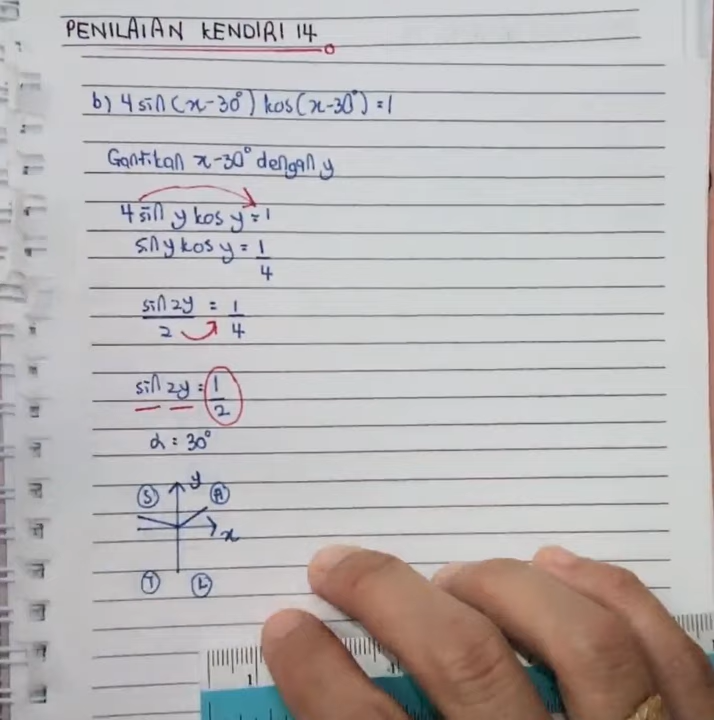 PENILAIAN KENDIRI 14
b) 4 sin (x-30°) kos (x-30°) = 1
Gantikan x-30° dengan y
4 sin y kos y = 1
sin y kos y = 1/4
sin 2y / 2 = 1/4
sin 2y = 1/2
α = 30°
y
S A
x
T L
1